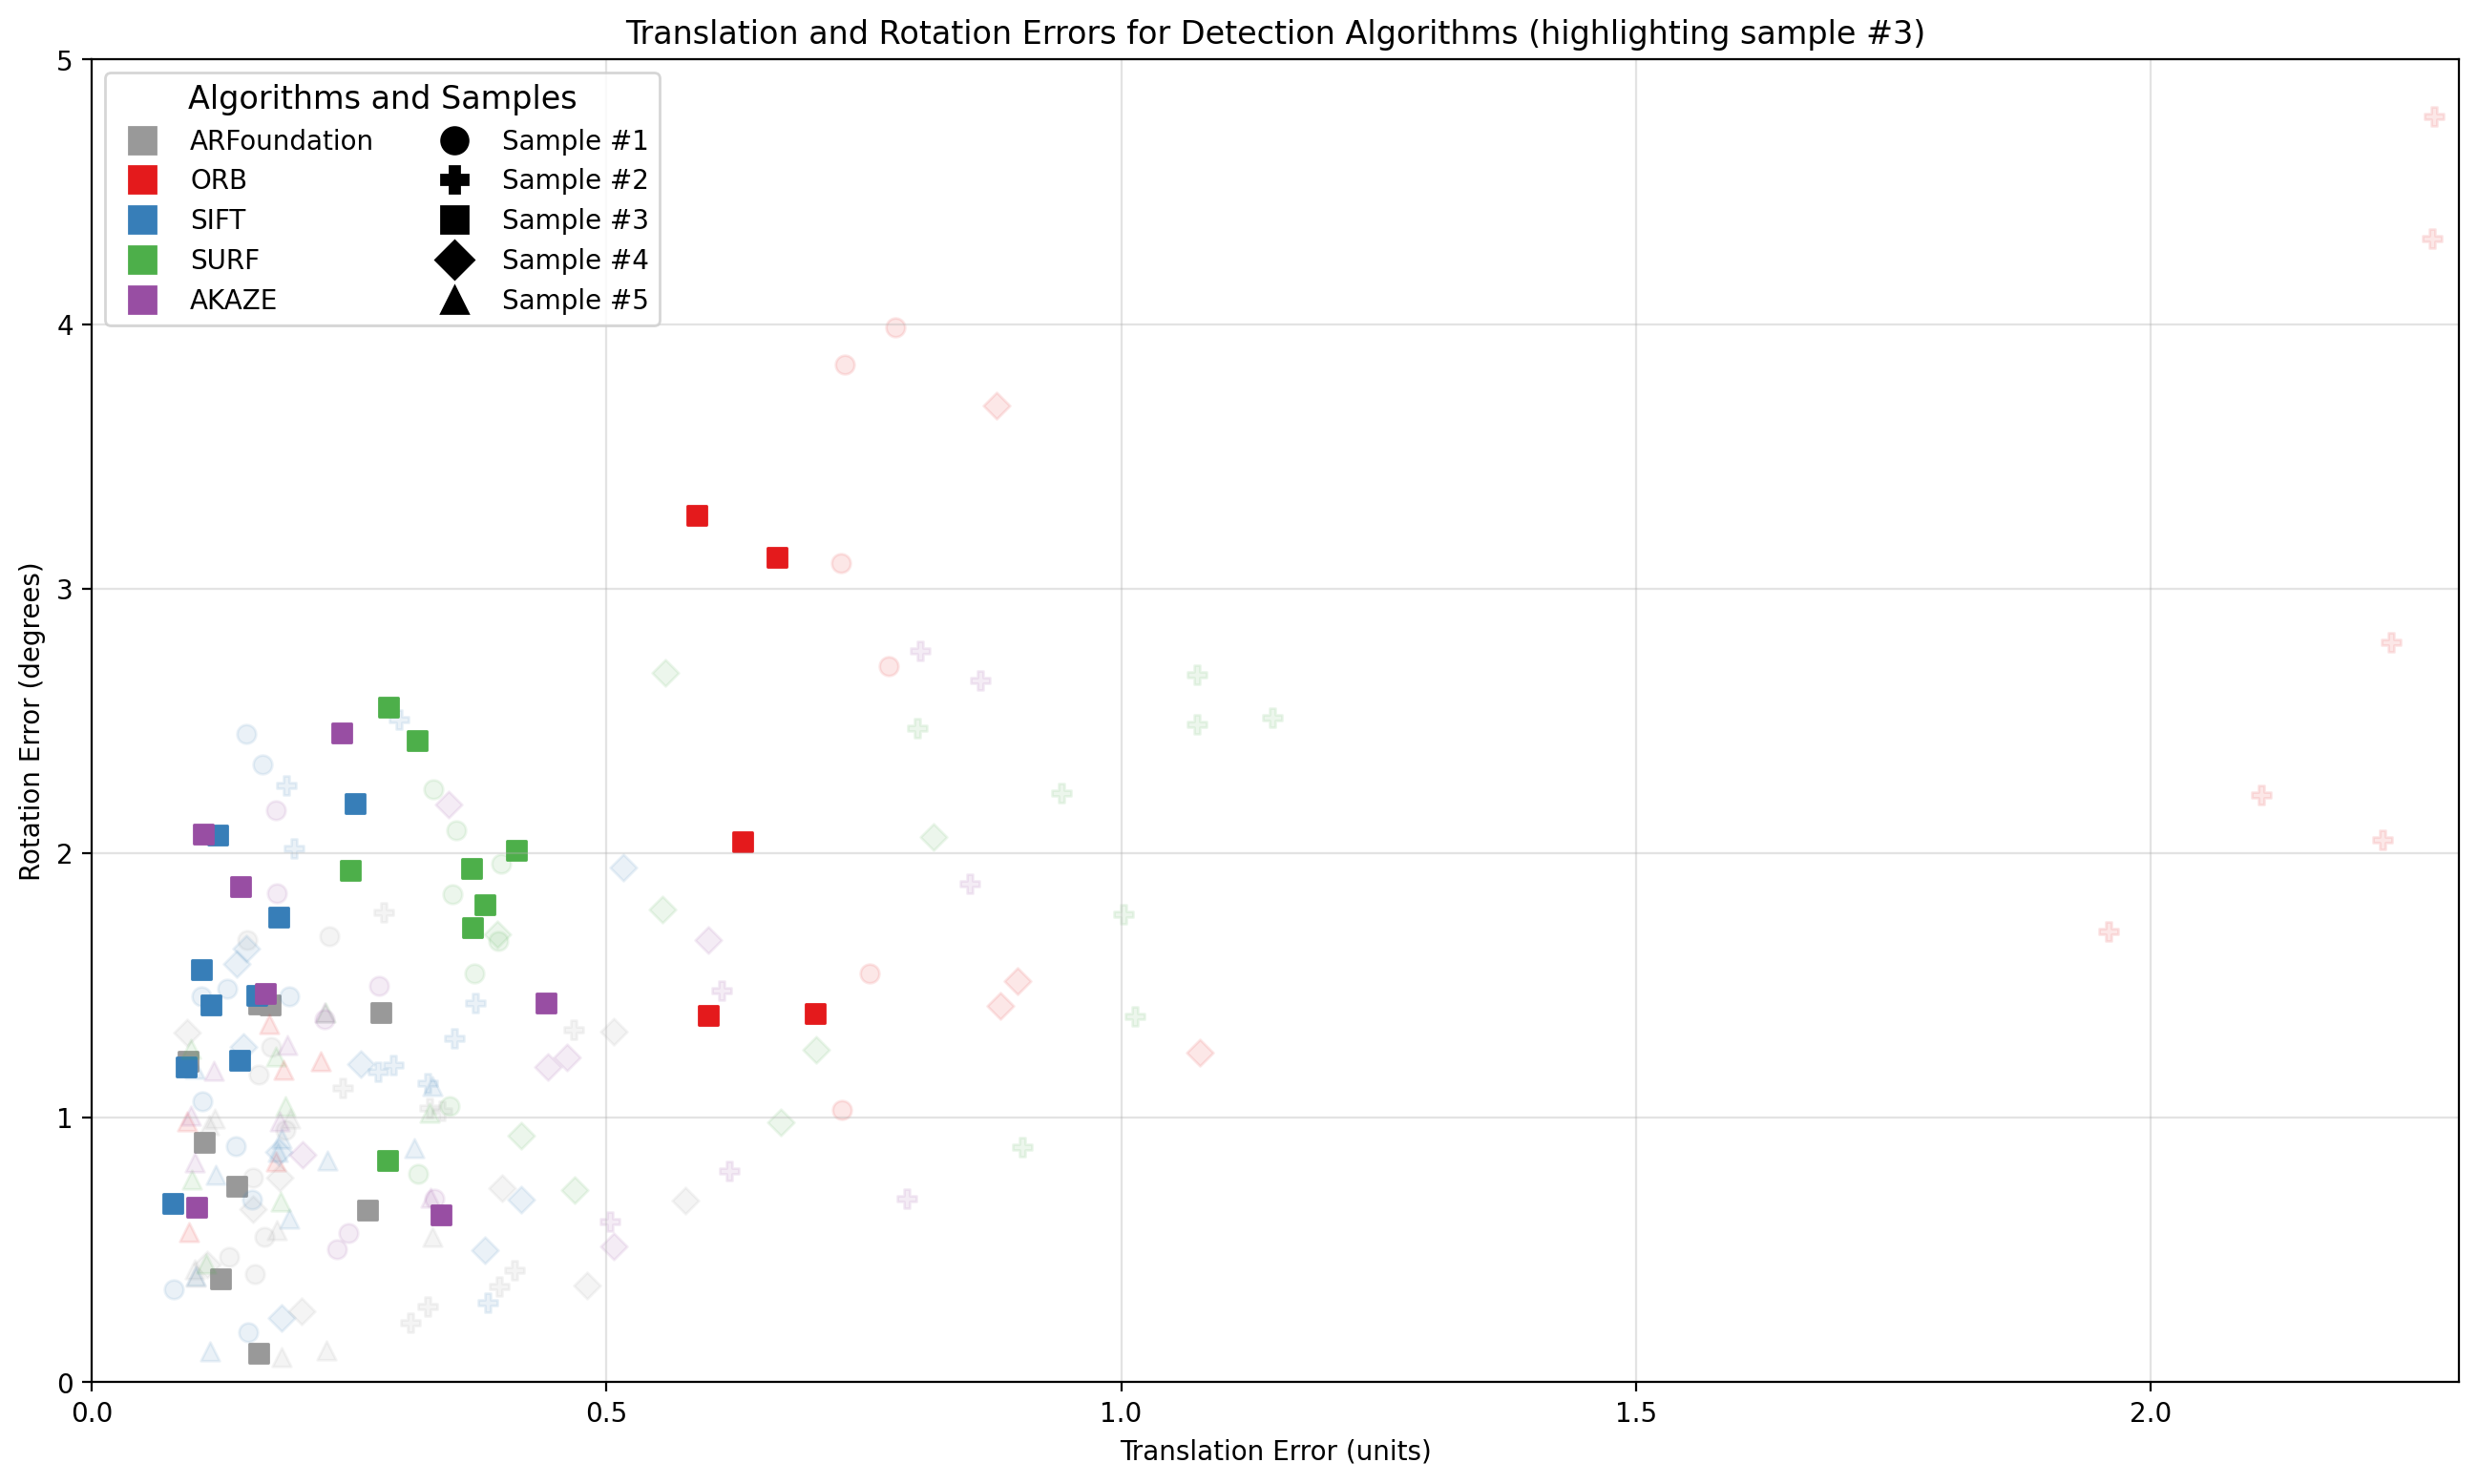 Translation and Rotation Errors for Detection Algorithms (highlighting sample #3)
Algorithms and Samples
ARFoundation
ORB
SIFT
SURF
AKAZE
Sample #1
Sample #2
Sample #3
Sample #4
Sample #5
Rotation Error (degrees)
5
4
3
2
1
0
0.0 0.5 1.0 1.5 2.0
Translation Error (units)